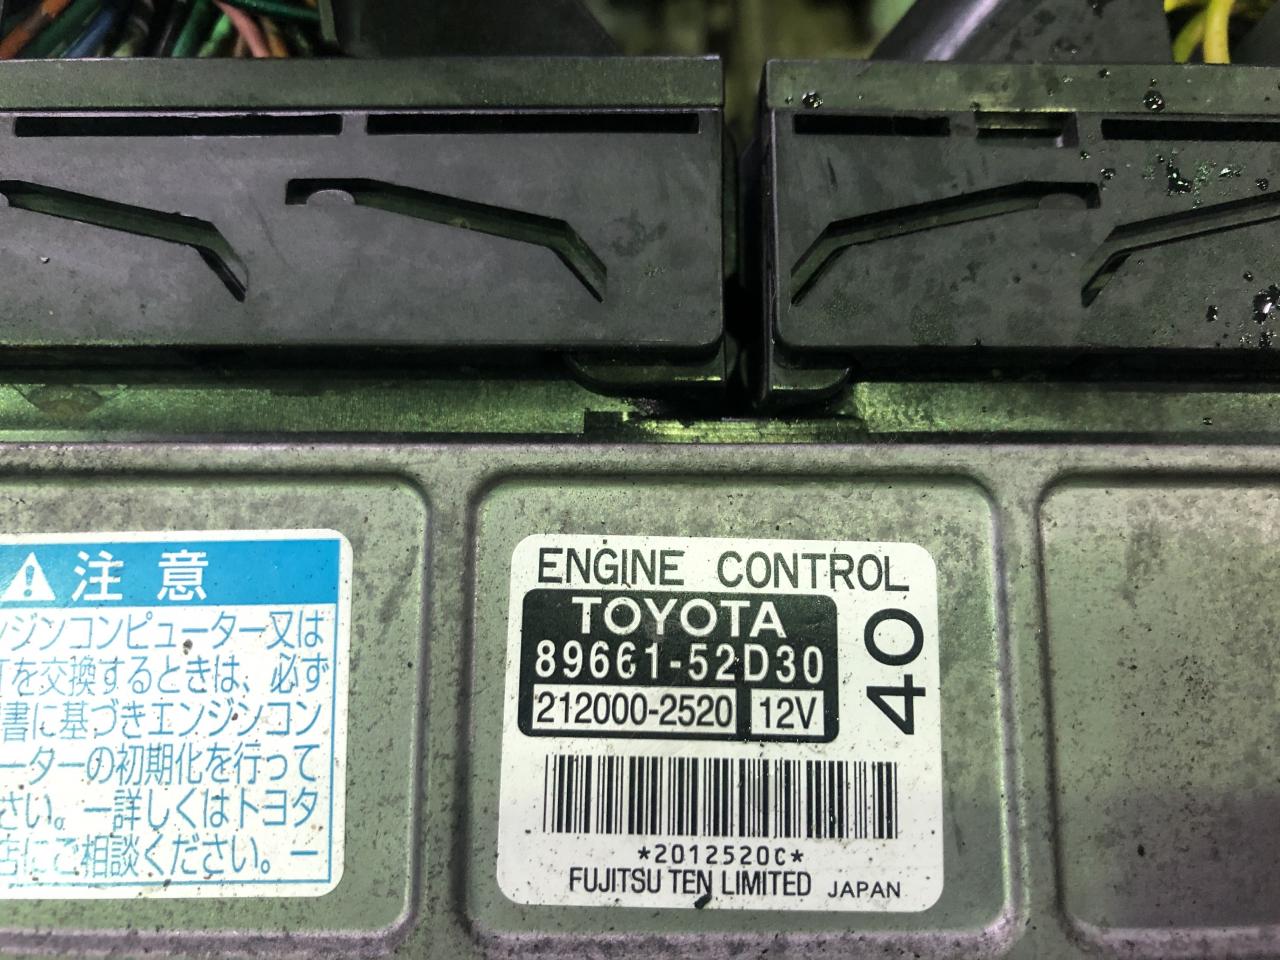 注意
ンジンコンピューター又は
を交換するときは、必ず
書に基づきエンジンコン
ーターの初期化を行って
さい。ー詳しくはトヨタ
店にご相談ください。ー
ENGINE CONTROL
TOYOTA
89661-52D30
212000-2520 12V
40
*2012520C*
FUJITSU TEN LIMITED JAPAN